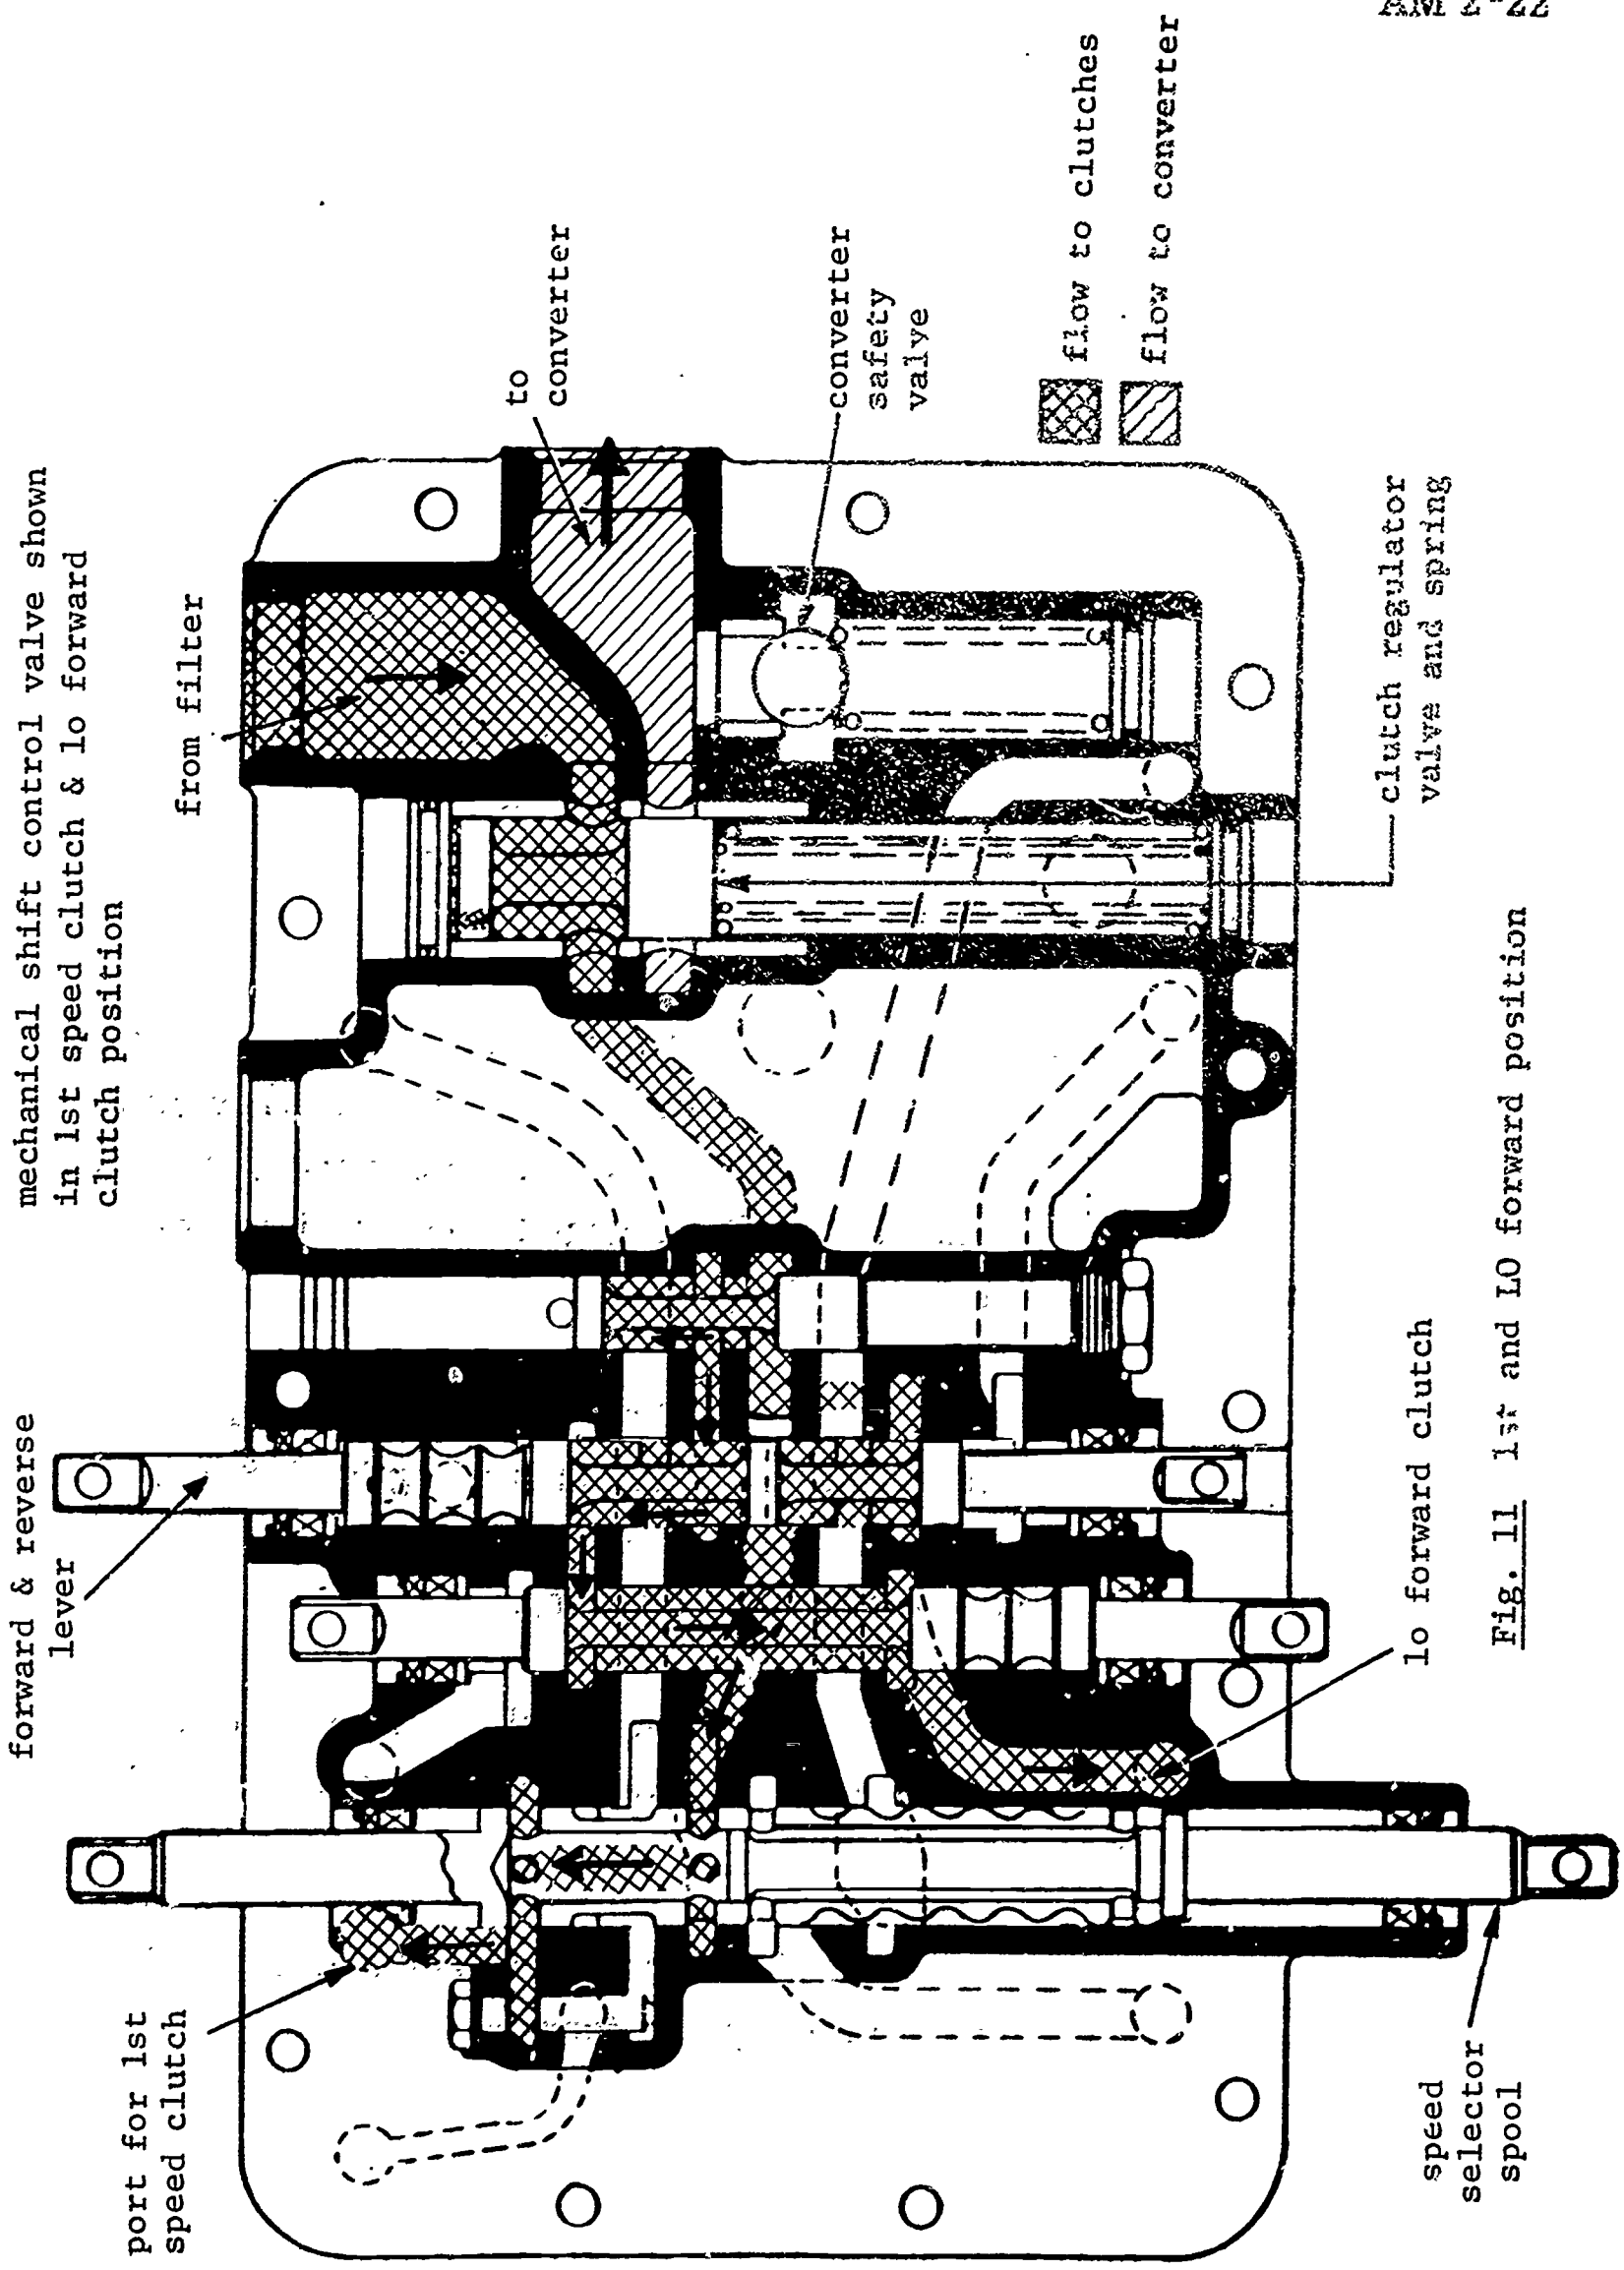 AM 2-22
mechanical shift control valve shown
in 1st speed clutch & lo forward
clutch position
forward & reverse
lever
from filter
to
converter
port for 1st
speed clutch
converter
safety
valve
flow to clutches
flow to converter
clutch regulator
valve and spring
lo forward clutch
speed
selector
spool
Fig. 11 1st and LO forward position